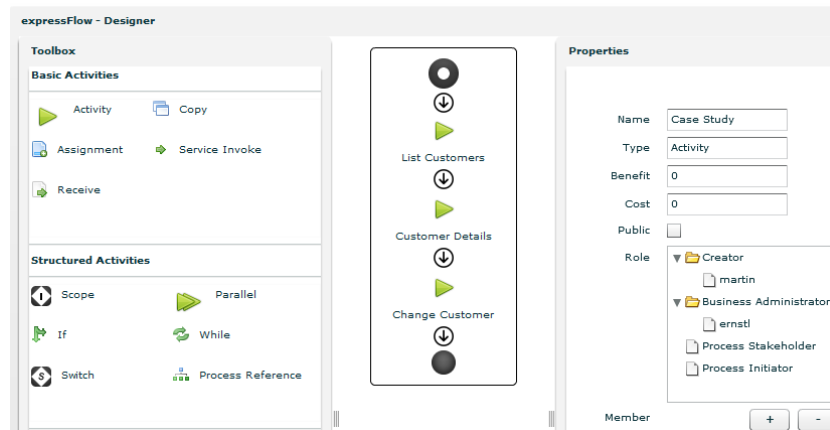 expressFlow - Designer
Toolbox
Basic Activities
Activity
Copy
Assignment
Service Invoke
Receive
Structured Activities
Scope
Parallel
If
While
Switch
Process Reference
List Customers
Customer Details
Change Customer
Properties
Name
Case Study
Type
Activity
Benefit
0
Cost
0
Public
Role
Creator
martin
Business Administrator
ernstl
Process Stakeholder
Process Initiator
Member
+
-